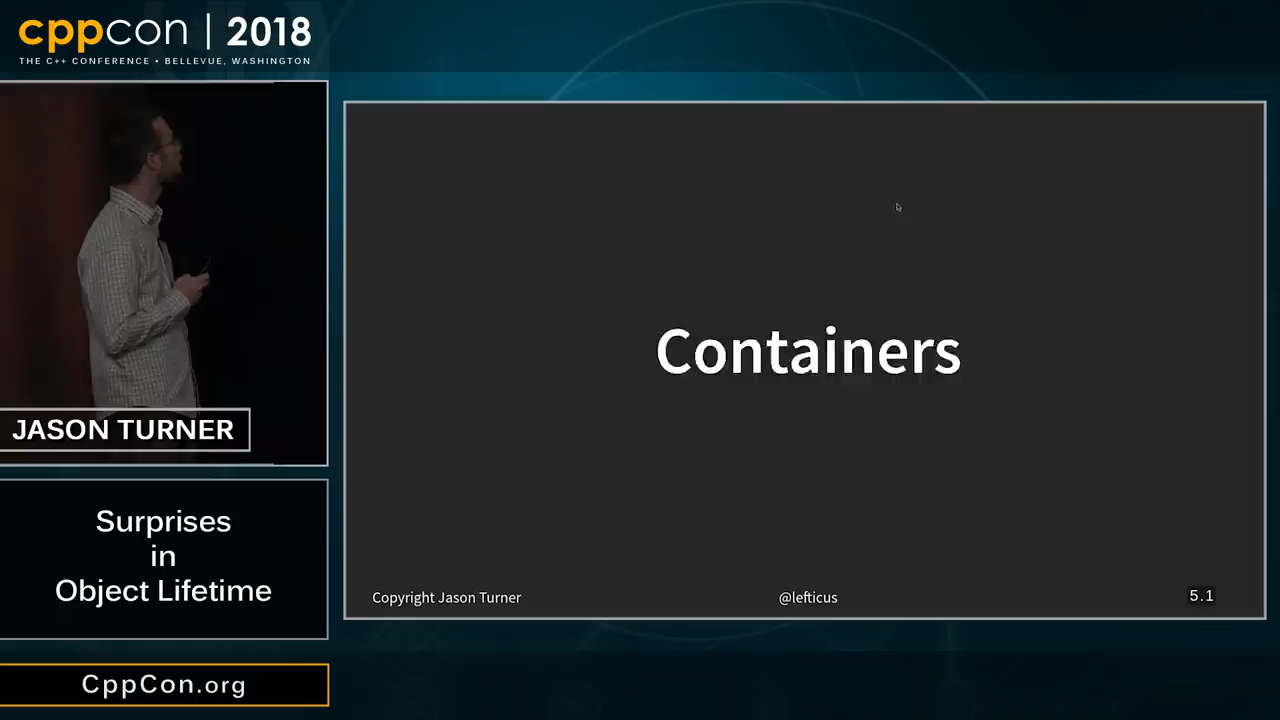 cppcon | 2018
THE C++ CONFERENCE • BELLEVUE, WASHINGTON
JASON TURNER
Surprises
in
Object Lifetime
CppCon.org
Containers
Copyright Jason Turner
@lefticus
5.1